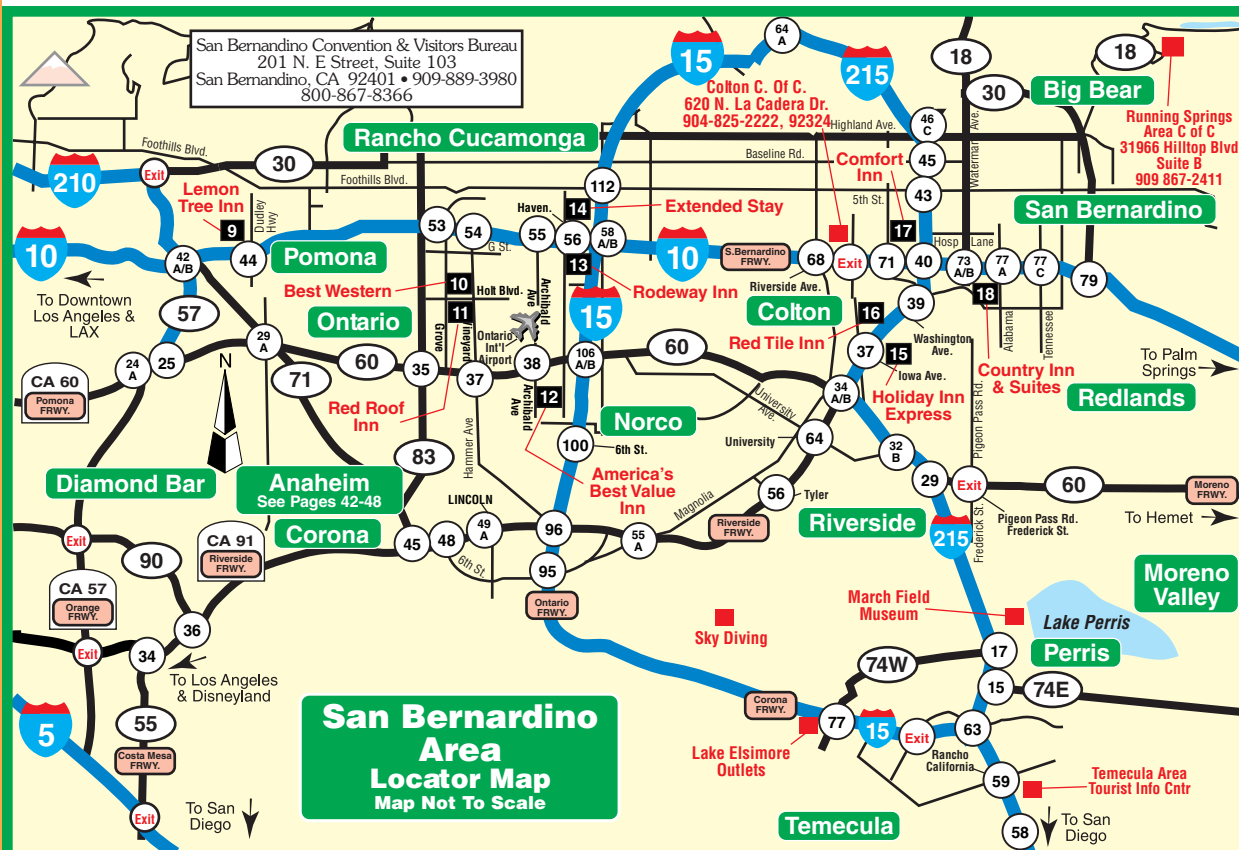 San Bernandino Convention & Visitors Bureau
201 N. E Street, Suite 103
San Bernardino, CA 92401 • 909-889-3980
800-867-8366
64
A
15
215
18
18
30
Big Bear
Colton C. Of C.
620 N. La Cadera Dr.
904-825-2222, 92324
Running Springs
Area C of C
31966 Hilltop Blvd
Suite B
909 867-2411
Rancho Cucamonga
Highland Ave.
46
C
Waterman Ave.
Foothills Blvd.
30
Baseline Rd.
Comfort
Inn
45
210
Exit
Foothills Blvd.
112
43
Lemon
Tree Inn
9
Dudley
Hwy
14
Extended Stay
5th St.
17
San Bernardino
53
54
Haven.
55
56
58
A/B
G St.
Hosp Lane
10
42
A/B
44
Pomona
13
Rodeway Inn
10
S.Bernardino
FRWY.
68
Exit
71
40
73
A/B
77
A
77
C
79
To Downtown
Los Angeles &
LAX
57
Best Western
10
Holt Blvd.
Archibald
Ave
15
Riverside Ave.
Colton
16
39
18
Ontario
11
Grove
Vineyard
Ontario
Int'l
Airport
Red Tile Inn
Washington
Ave.
Alabama
Tennessee
29
A
60
35
37
38
106
A/B
60
37
15
Iowa Ave.
Country Inn
& Suites
To Palm
Springs
24
A
25
N
71
CA 60
Pomona
FRWY.
Red Roof
Inn
12
Archibald
Ave
Norco
University
Ave.
34
A/B
Holiday Inn
Express
Redlands
Pigeon Pass Rd.
83
Hammer Ave
100
6th St.
University
64
32
B
Diamond Bar
Anaheim
See Pages 42-48
America's
Best Value
Inn
29
Exit
60
Moreno
FRWY.
LINCOLN
Magnolia
56
Tyler
Riverside
Pigeon Pass Rd.
Frederick St.
To Hemet
Exit
CA 91
Riverside
FRWY.
Corona
45
48
49
A
96
55
A
Riverside
FRWY.
215
Frederick St.
90
6th St.
95
Moreno
Valley
CA 57
Orange
FRWY.
Ontario
FRWY.
March Field
Museum
Lake Perris
36
Sky Diving
Exit
34
17
Perris
To Los Angeles
& Disneyland
74W
15
74E
5
55
San Bernardino
Area
Locator Map
Map Not To Scale
Corona
FRWY.
77
15
Exit
63
Costa Mesa
FRWY.
Lake Elsimore
Outlets
Rancho
California
59
Temecula Area
Tourist Info Cntr
Exit
To San
Diego
Temecula
58
To San
Diego